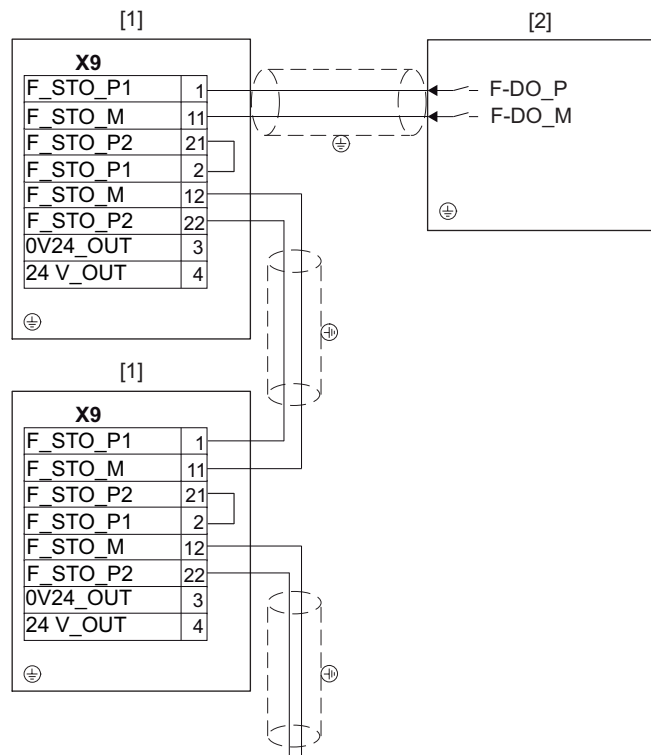 [1]
[2]
X9
F_STO_P1 1
F_STO_M 11
F_STO_P2 21
F_STO_P1 2
F_STO_M 12
F_STO_P2 22
0V24_OUT 3
24 V_OUT 4
F-DO_P
F-DO_M
[1]
X9
F_STO_P1 1
F_STO_M 11
F_STO_P2 21
F_STO_P1 2
F_STO_M 12
F_STO_P2 22
0V24_OUT 3
24 V_OUT 4